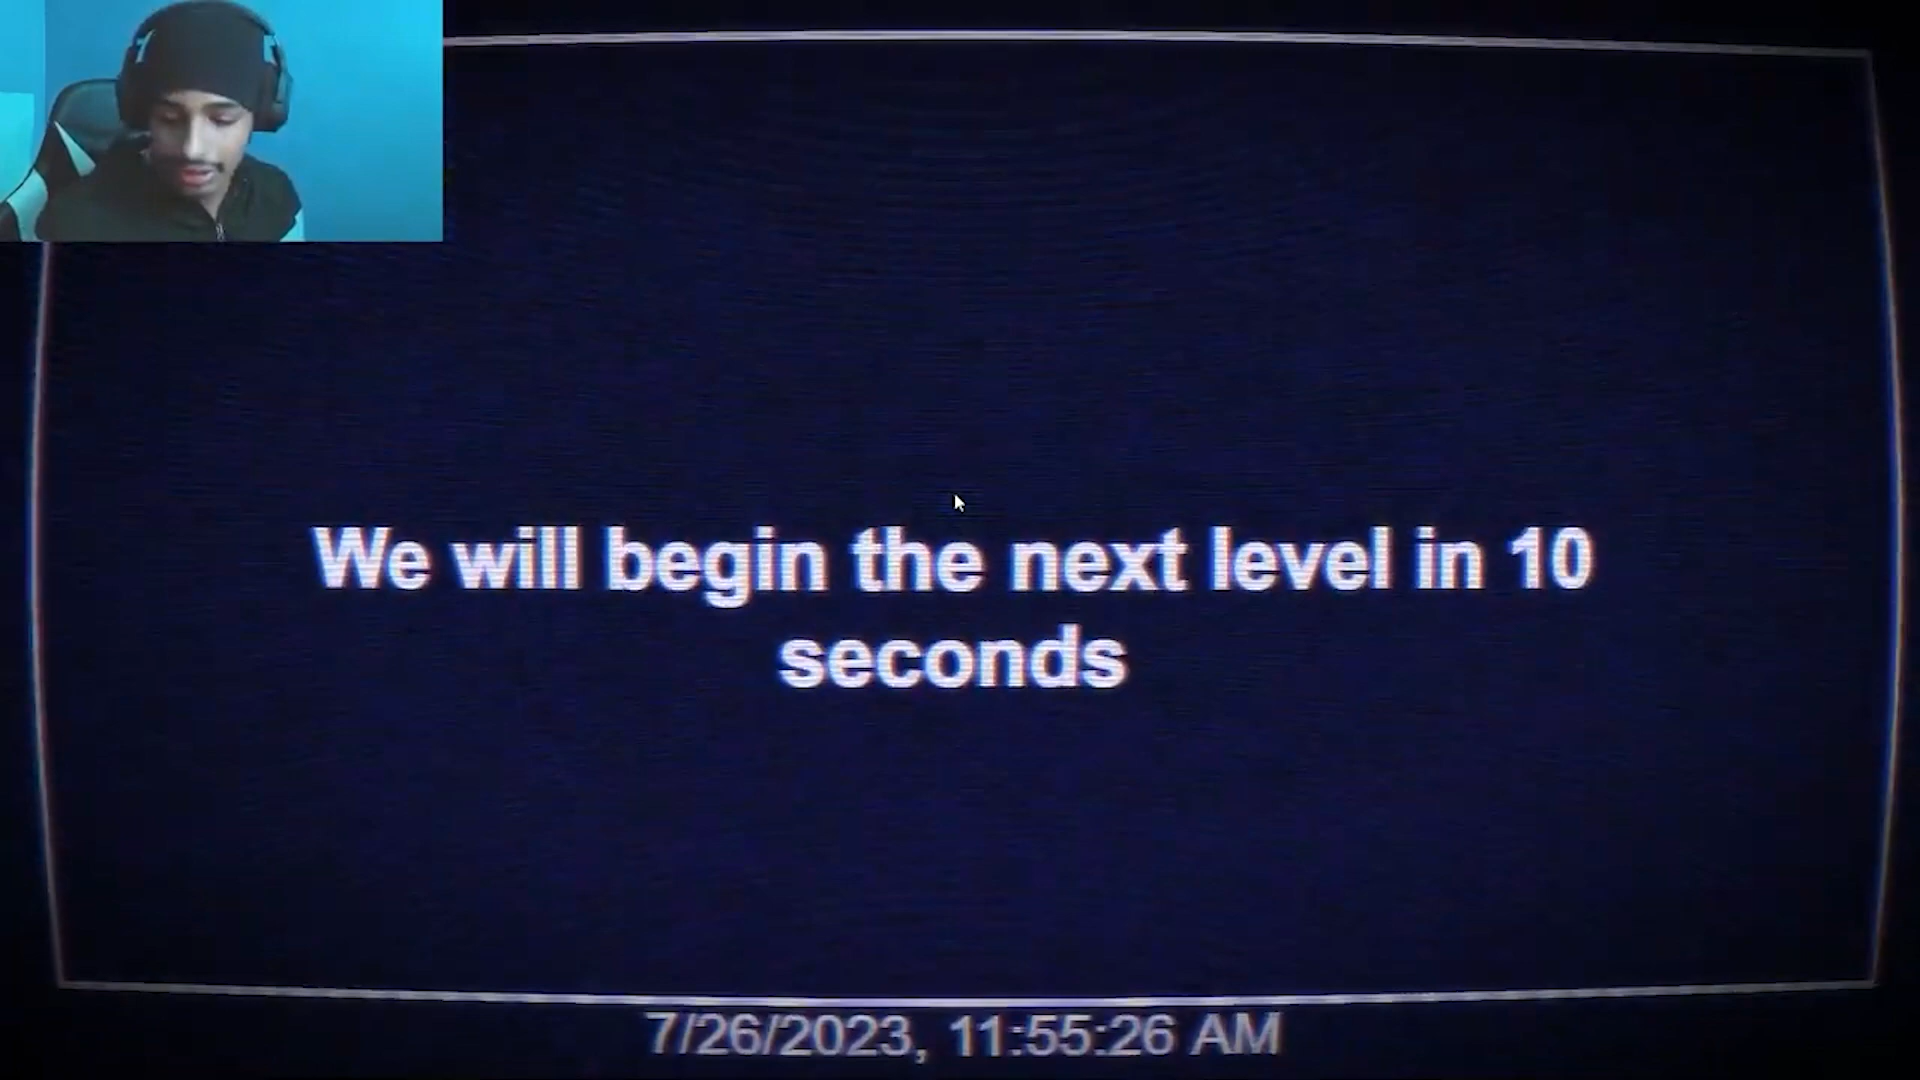 We will begin the next level in 10
seconds
7/26/2023, 11:55:26 AM